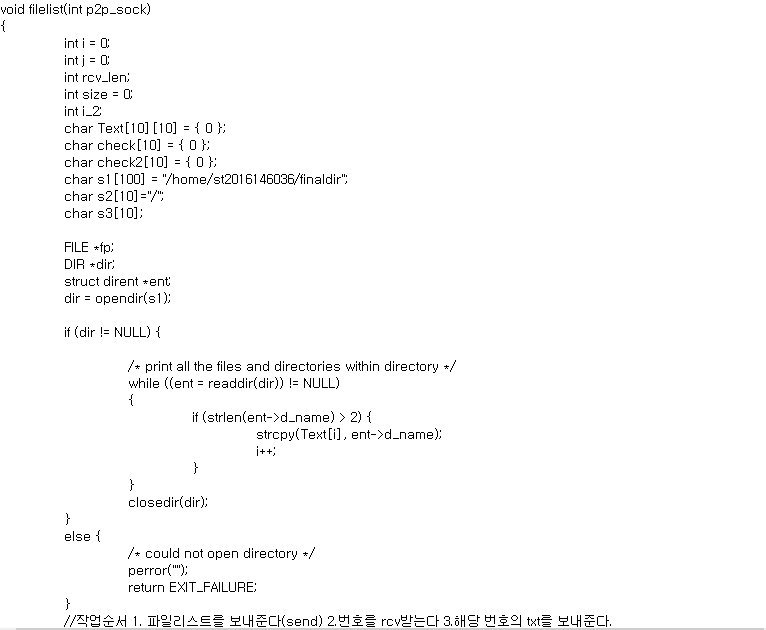 void filelist(int p2p_sock)
{
int i = 0;
int j = 0;
int rcv_len;
int size = 0;
int i_2;
char Text[10][10] = { 0 };
char check[10] = { 0 };
char check2[10] = { 0 };
char s1[100] = "/home/st2016146036/finaldir";
char s2[10]="/";
char s3[10];
FILE *fp;
DIR *dir;
struct dirent *ent;
dir = opendir(s1);
if (dir != NULL) {
/* print all the files and directories within directory */
while ((ent = readdir(dir)) != NULL)
{
if (strlen(ent->d_name) > 2) {
strcpy(Text[i], ent->d_name);
i++;
}
}
closedir(dir);
}
else {
/* could not open directory */
perror("");
return EXIT_FAILURE;
}
//작업순서 1. 파일리스트를 보내준다(send) 2.번호를 rcv받는다 3.해당 번호의 txt를 보내준다.